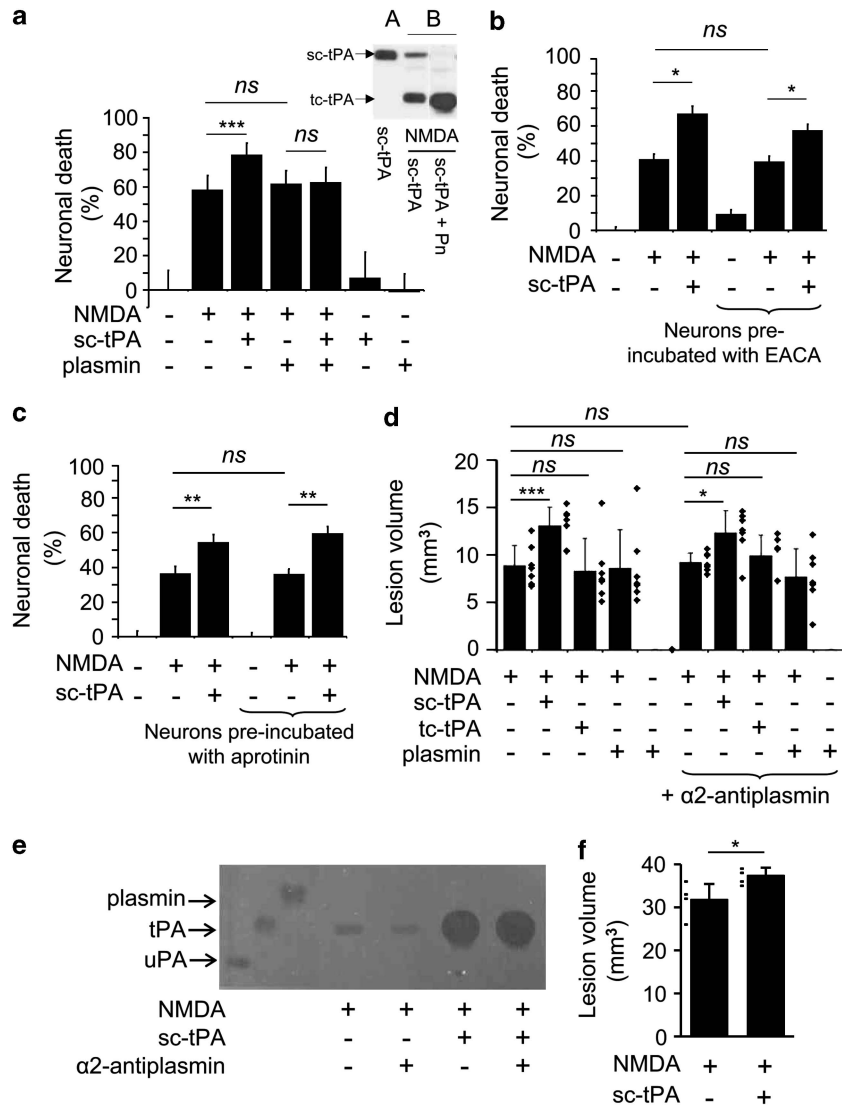 a
A B
sc-tPA
tc-tPA
sc-tPA
NMDA
sc-tPA
sc-tPA + Pn
Neuronal death
(%)
100
80
60
40
20
0
ns
***
ns
NMDA - + + + + - -
sc-tPA - - + - + + -
plasmin - - - + + - +
b
Neuronal death
(%)
100
80
60
40
20
0
ns
*
*
NMDA - + + - + +
sc-tPA - - + - - +
Neurons pre-
incubated with EACA
c
Neuronal death
(%)
100
80
60
40
20
0
ns
**
**
NMDA - + + - + +
sc-tPA - - + - - +
Neurons pre-incubated
with aprotinin
d
Lesion volume
(mm³)
20
15
10
5
0
ns
ns
ns
ns
ns
***
*
NMDA + + + + - + + + + -
sc-tPA - + - - - - + - - -
tc-tPA - - + - - - - + - -
plasmin - - - + + - - - + +
+ α2-antiplasmin
e
plasmin
tPA
uPA
NMDA + + + +
sc-tPA - - + +
α2-antiplasmin - + - +
f
Lesion volume
(mm³)
40
30
20
10
0
*
NMDA + +
sc-tPA - +